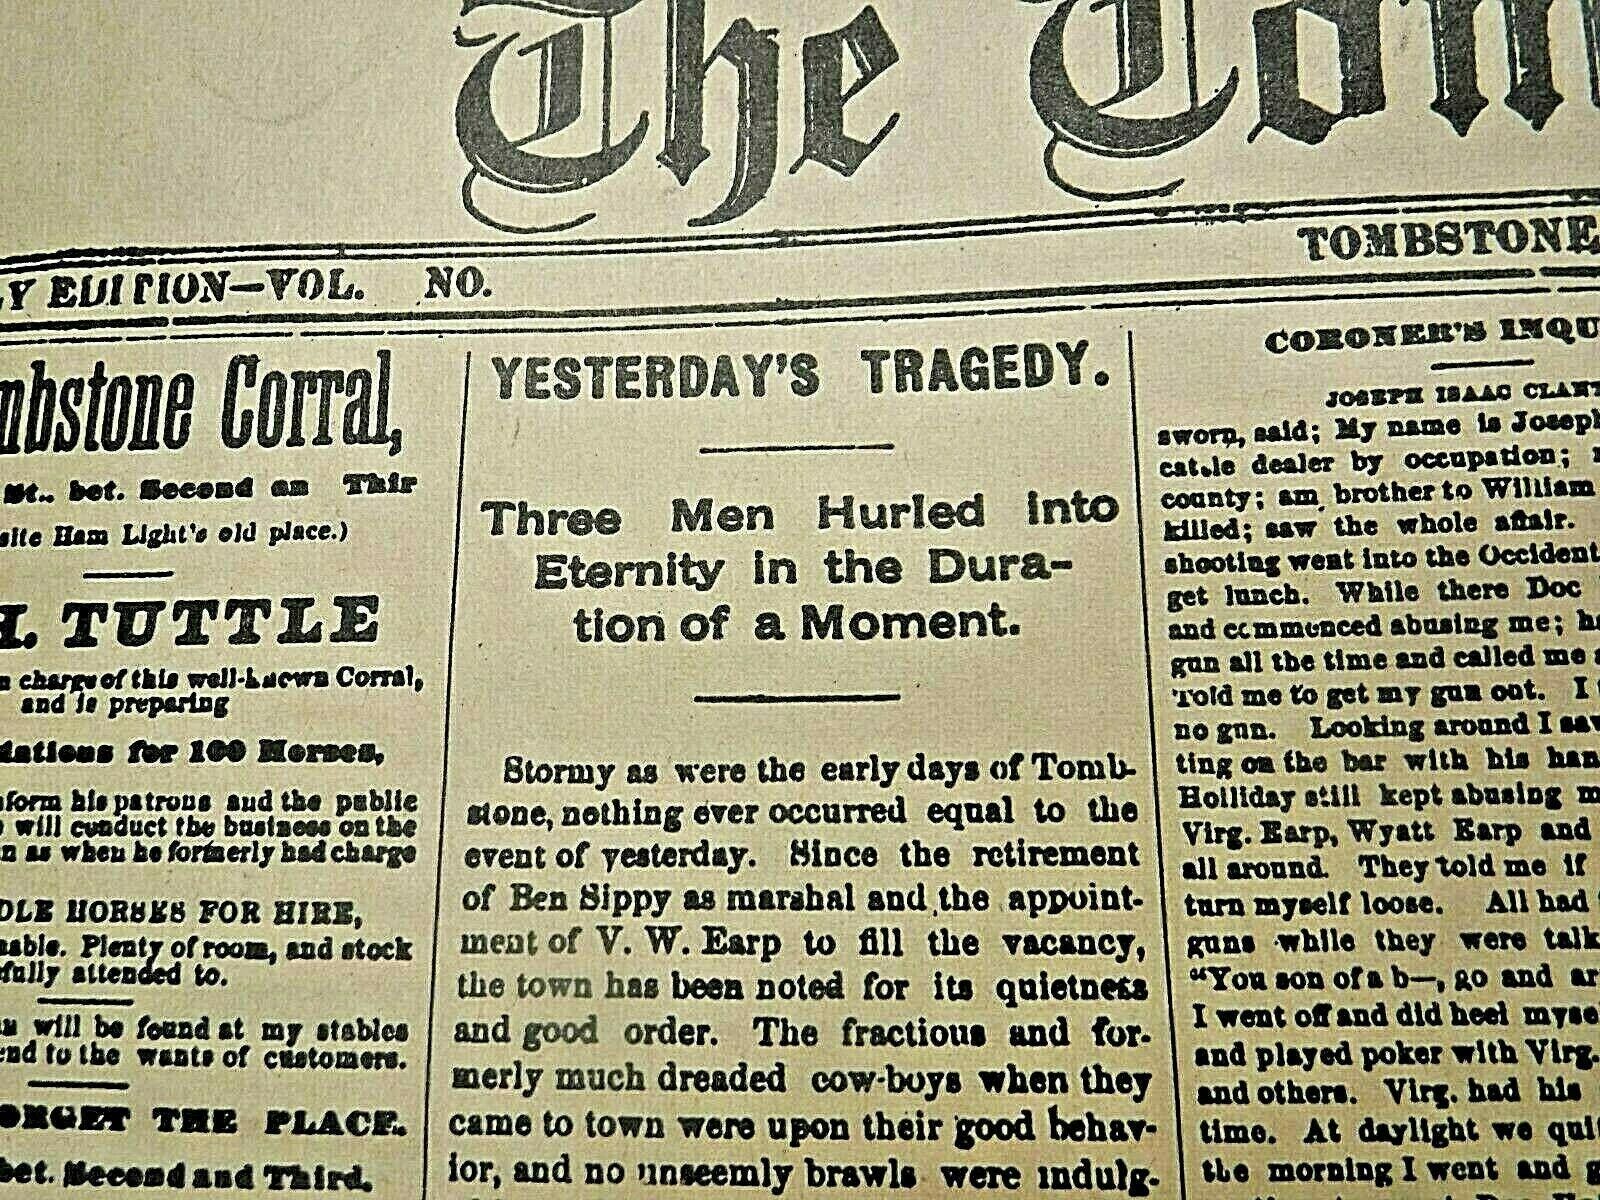 The Tom
LY EDITION—VOL. NO.
TOMBSTONE
mbstone Corral,
St., bet. Second an Thir
site Ham Light's old place.)
H. TUTTLE
n charge of this well-known Corral,
and is preparing
dations for 100 Horses,
nform his patrons and the public
will conduct the business on the
n as when he formerly had charge
DLE HORSES FOR HIRE,
nable. Plenty of room, and stock
efully attended to.
will be found at my stables
end to the wants of customers.
ORGET THE PLACE.
bet. Second and Third.
YESTERDAY'S TRAGEDY.
Three Men Hurled into
Eternity in the Dura-
tion of a Moment.
Stormy as were the early days of Tomb-
stone, nothing ever occurred equal to the
event of yesterday. Since the retirement
of Ben Sippy as marshal and the appoint-
ment of V. W. Earp to fill the vacancy,
the town has been noted for its quietness
and good order. The fractious and for-
merly much dreaded cow-boys when they
came to town were upon their good behav-
ior, and no unseemly brawls were indulg-
CORONER'S INQU
JOSEPH ISAAC CLANT
sworn, said; My name is Joseph
cattle dealer by occupation;
county; am brother to William
killed; saw the whole affair.
shooting went into the Occident
get lunch. While there Doc
and commenced abusing me; he
gun all the time and called me
Told me to get my gun out. I
no gun. Looking around I saw
ting on the bar with his han
Holliday still kept abusing m
Virg. Earp, Wyatt Earp and
all around. They told me if
turn myself loose. All had
guns while they were talk
"You son of a b—, go and ar
I went off and did heel myse
and played poker with Virg.
and others. Virg. had his
time. At daylight we quit
the morning I went and g